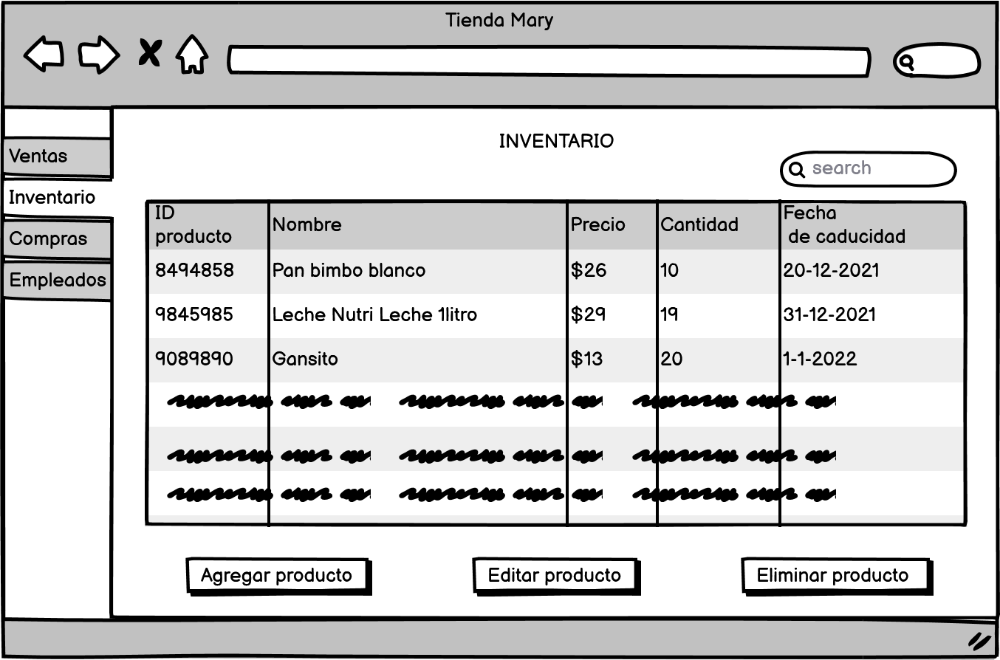 Tienda Mary
INVENTARIO
search
Ventas
Inventario
Compras
Empleados
ID producto Nombre Precio Cantidad Fecha de caducidad
8494858 Pan bimbo blanco $26 10 20-12-2021
9845985 Leche Nutri Leche 1litro $29 19 31-12-2021
9089890 Gansito $13 20 1-1-2022
Agregar producto Editar producto Eliminar producto